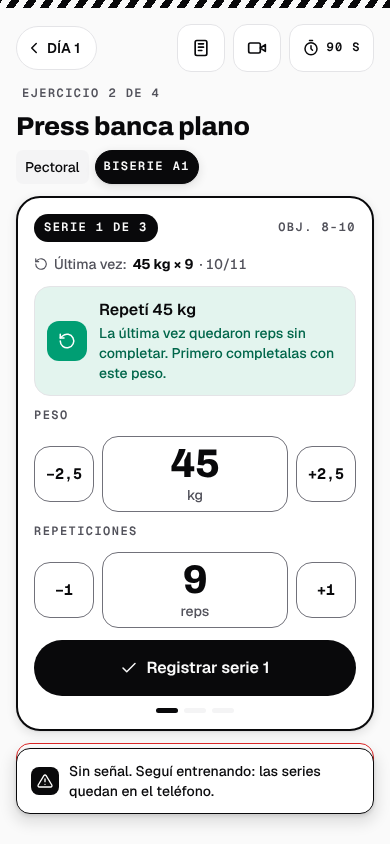 DÍA 1
90 S
EJERCICIO 2 DE 4
Press banca plano
Pectoral
BISERIE A1
SERIE 1 DE 3
OBJ. 8-10
Última vez: 45 kg × 9 · 10/11
Repetí 45 kg
La última vez quedaron reps sin
completar. Primero completalas con
este peso.
PESO
−2,5
45
kg
+2,5
REPETICIONES
−1
9
reps
+1
Registrar serie 1
Sin señal. Seguí entrenando: las series
quedan en el teléfono.